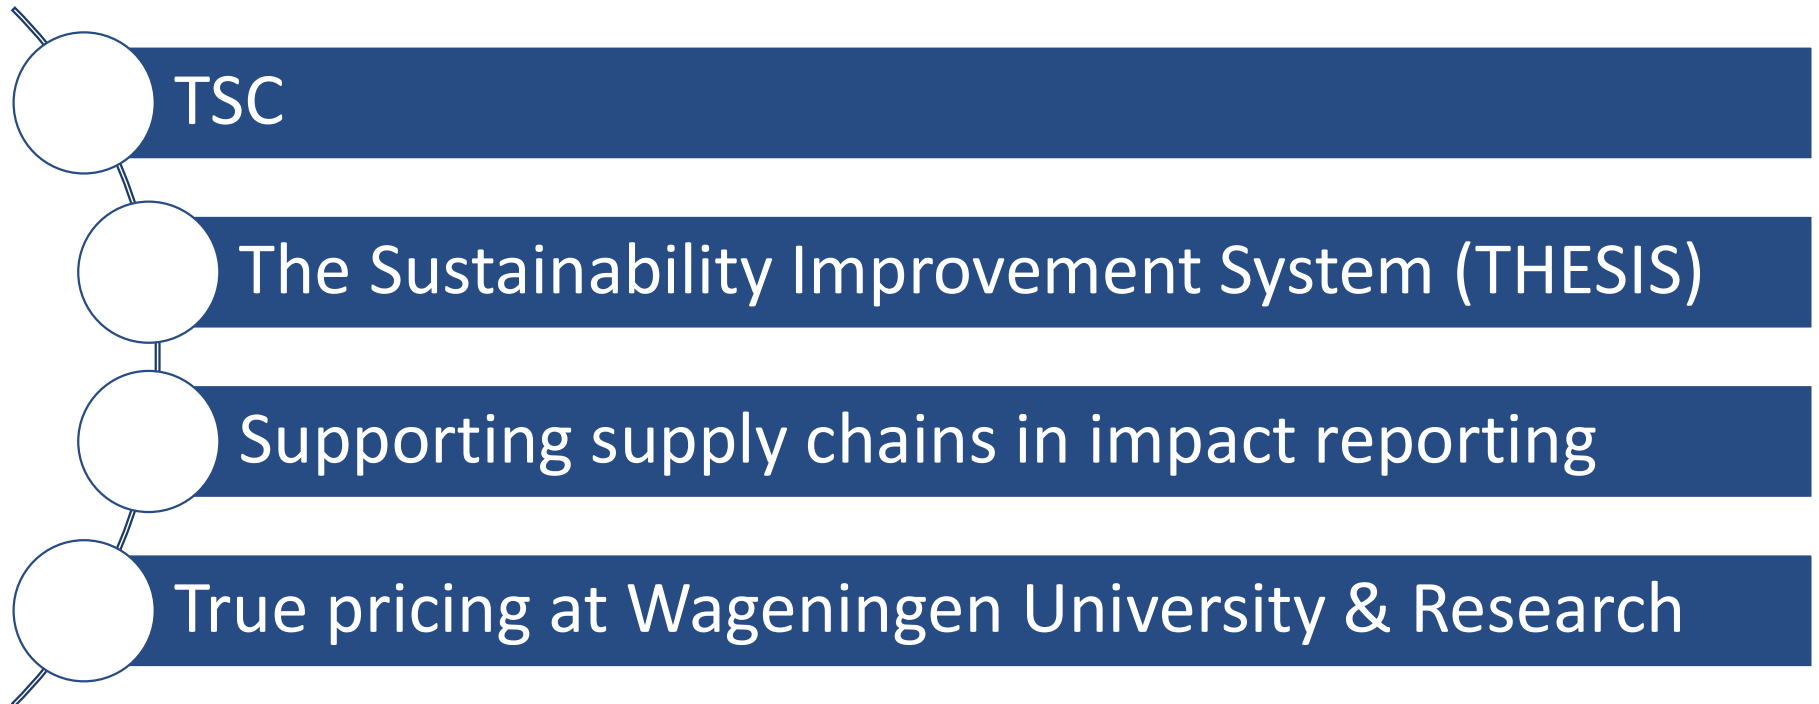 TSC
The Sustainability Improvement System (THESIS)
Supporting supply chains in impact reporting
True pricing at Wageningen University & Research